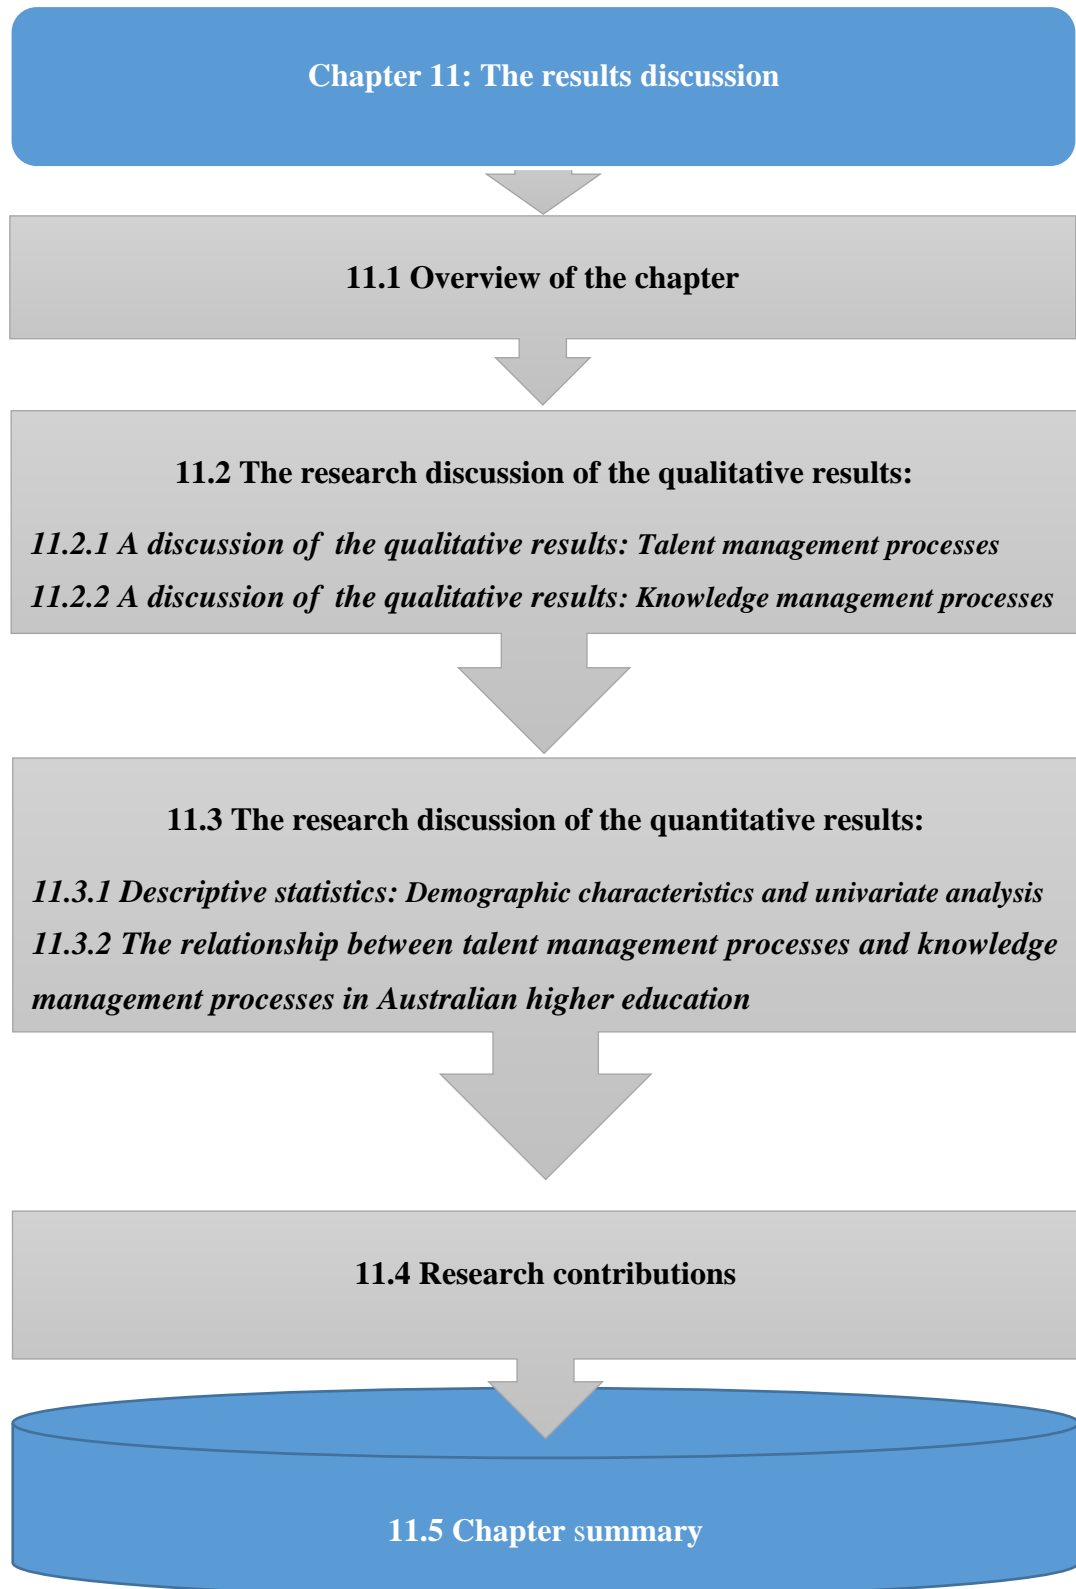 Chapter 11: The results discussion
11.1 Overview of the chapter
11.2 The research discussion of the qualitative results:
11.2.1 A discussion of the qualitative results: Talent management processes
11.2.2 A discussion of the qualitative results: Knowledge management processes
11.3 The research discussion of the quantitative results:
11.3.1 Descriptive statistics: Demographic characteristics and univariate analysis
11.3.2 The relationship between talent management processes and knowledge
management processes in Australian higher education
11.4 Research contributions
11.5 Chapter summary